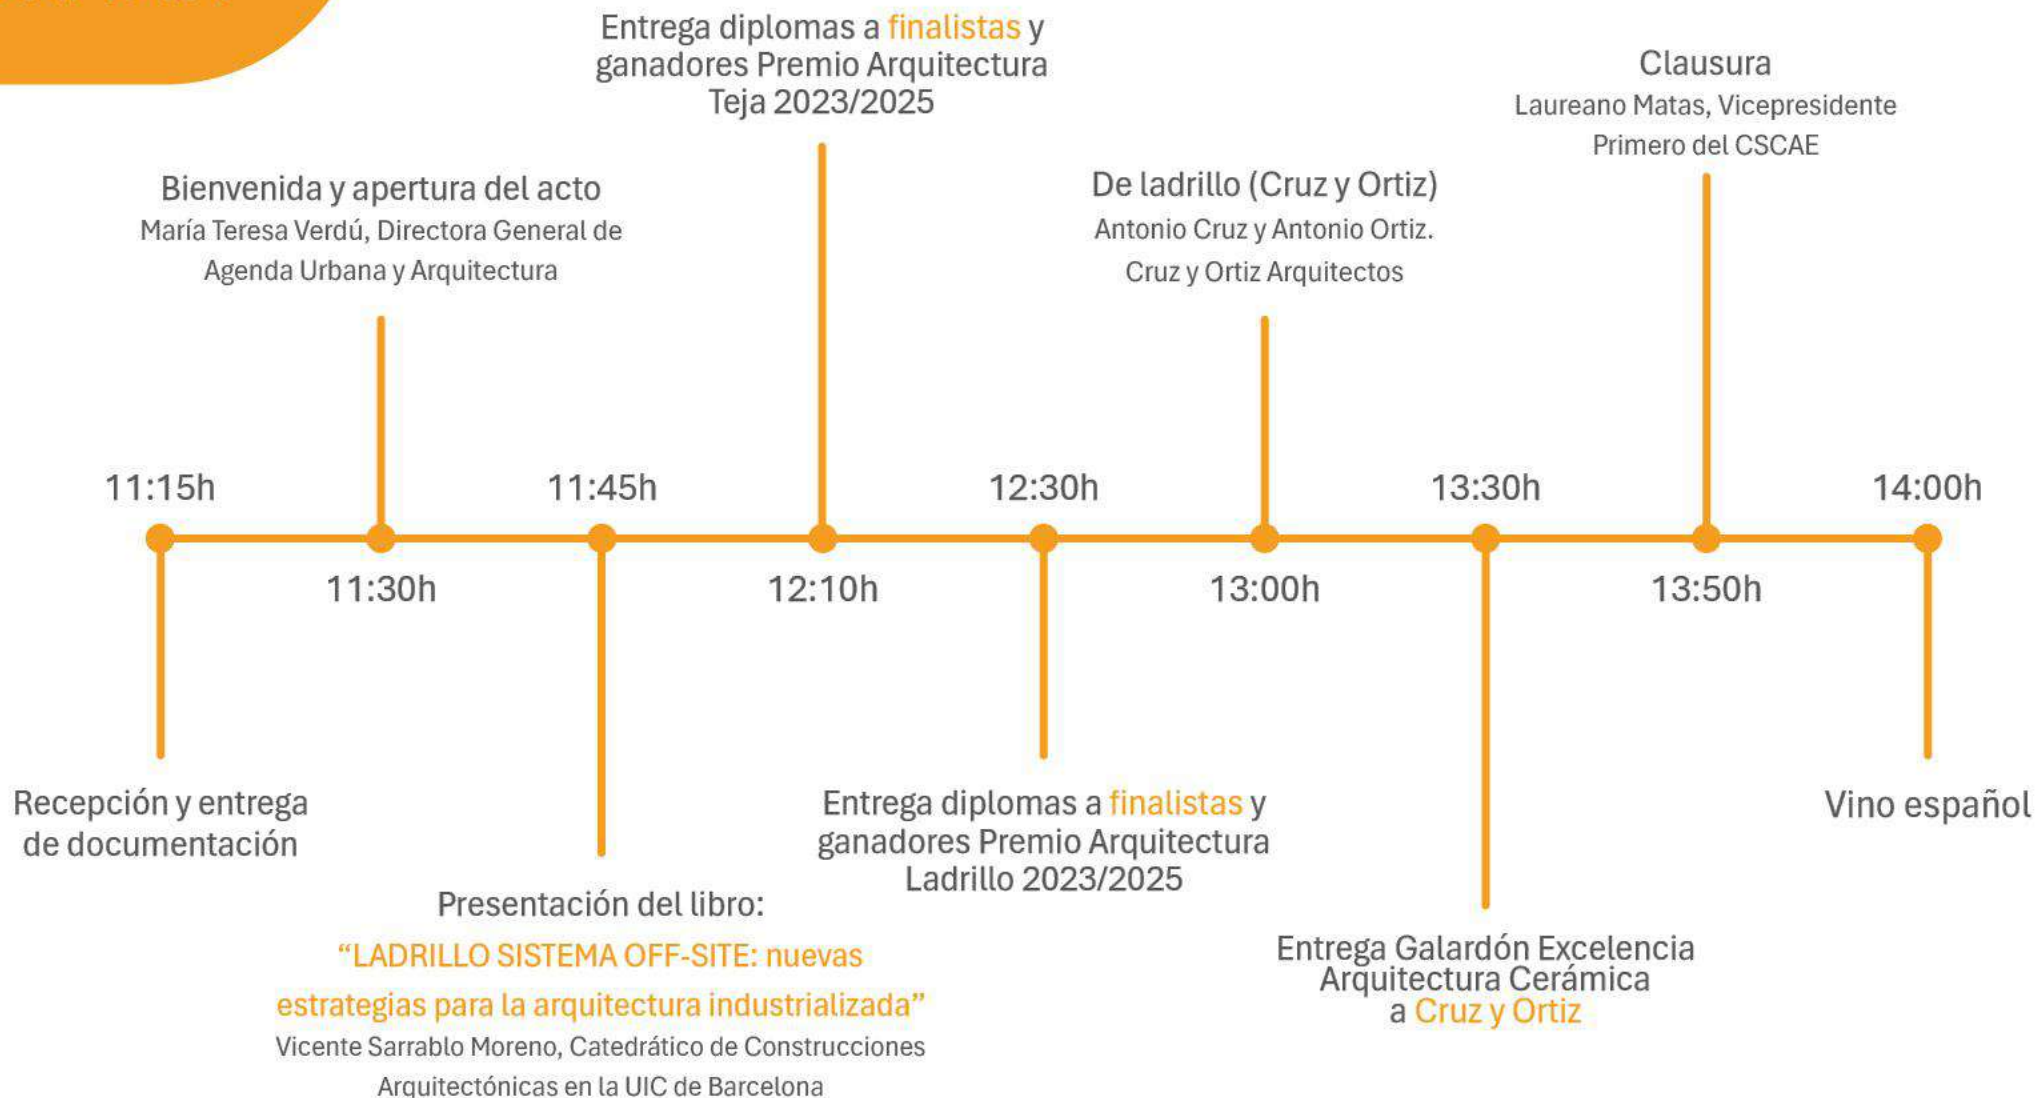 11:15h
Recepción y entrega
de documentación
Bienvenida y apertura del acto
María Teresa Verdú, Directora General de
Agenda Urbana y Arquitectura
11:30h
11:45h
Presentación del libro:
“LADRILLO SISTEMA OFF-SITE: nuevas
estrategias para la arquitectura industrializada”
Vicente Sarrablo Moreno, Catedrático de Construcciones
Arquitectónicas en la UIC de Barcelona
Entrega diplomas a finalistas y
ganadores Premio Arquitectura
Teja 2023/2025
12:10h
12:30h
Entrega diplomas a finalistas y
ganadores Premio Arquitectura
Ladrillo 2023/2025
De ladrillo (Cruz y Ortiz)
Antonio Cruz y Antonio Ortiz.
Cruz y Ortiz Arquitectos
13:00h
13:30h
Entrega Galardón Excelencia
Arquitectura Cerámica
a Cruz y Ortiz
Clausura
Laureano Matas, Vicepresidente
Primero del CSCAE
13:50h
14:00h
Vino español